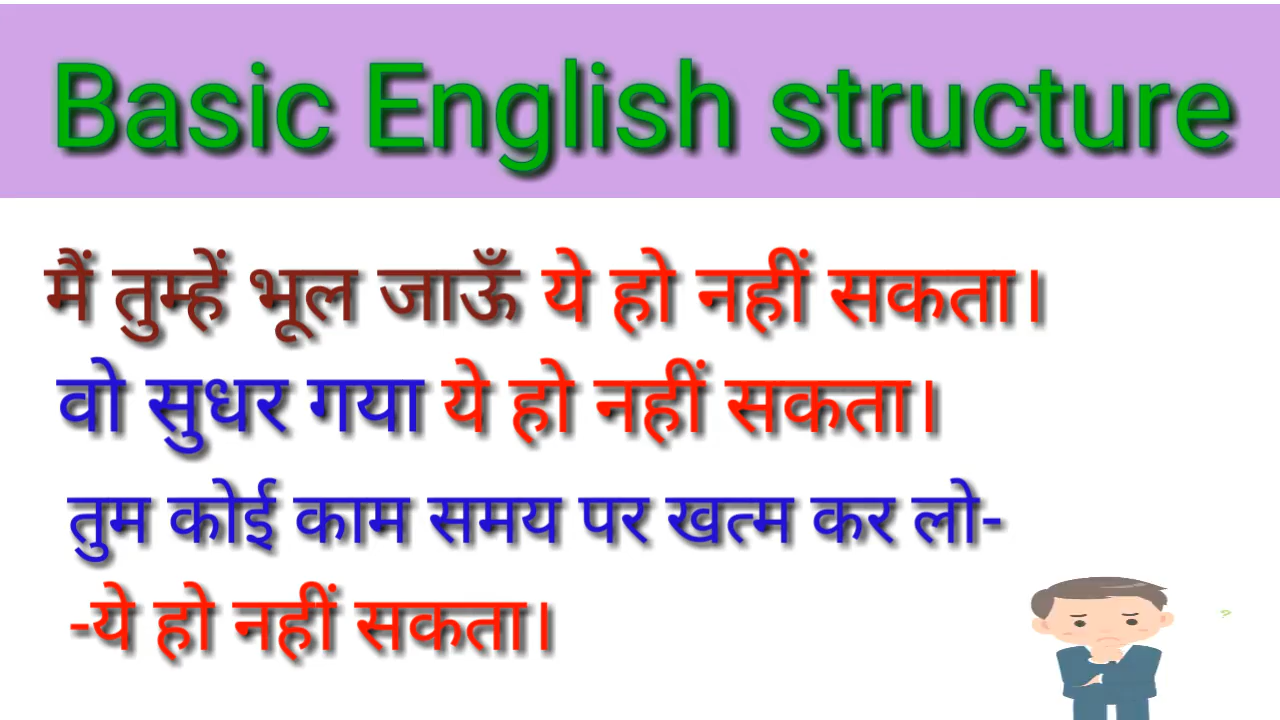 Basic English structure
मैं तुम्हें भूल जाऊँ ये हो नहीं सकता।
वो सुधर गया ये हो नहीं सकता।
तुम कोई काम समय पर खत्म कर लो-
-ये हो नहीं सकता।
?